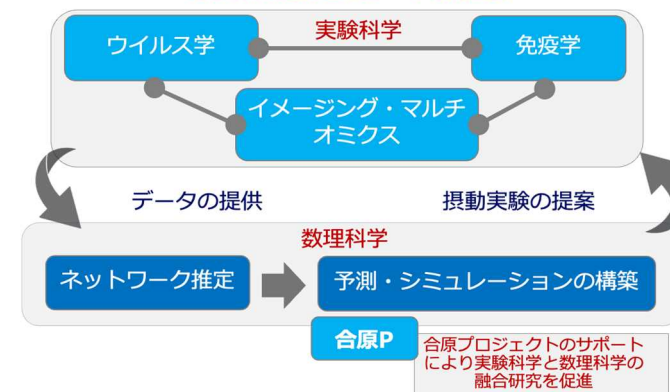 実験科学
ウイルス学
免疫学
イメージング・マルチ
オミクス
データの提供
摂動実験の提案
数理科学
ネットワーク推定
予測・シミュレーションの構築
合原P
合原プロジェクトのサポート
により実験科学と数理科学の
融合研究を促進